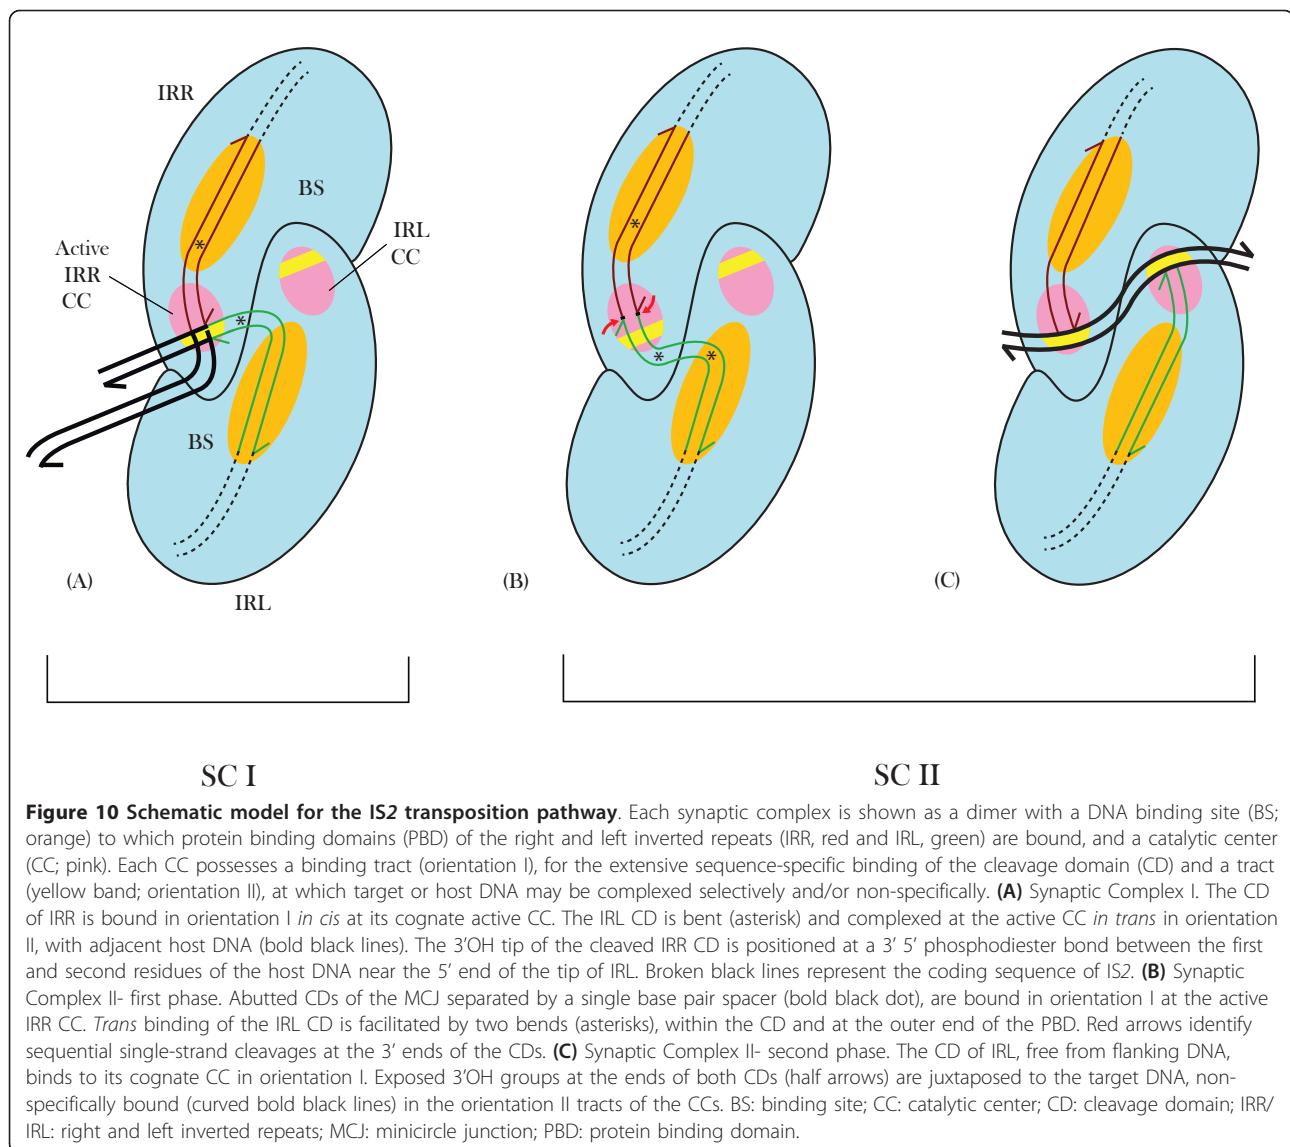 IRR
BS
IRL
CC
Active
IRR
CC
*
*
BS
(A)
IRL
*
*
*
(B)
(C)
SC I
SC II
Figure 10 Schematic model for the IS2 transposition pathway. Each synaptic complex is shown as a dimer with a DNA binding site (BS;
orange) to which protein binding domains (PBD) of the right and left inverted repeats (IRR, red and IRL, green) are bound, and a catalytic center
(CC; pink). Each CC possesses a binding tract (orientation I), for the extensive sequence-specific binding of the cleavage domain (CD) and a tract
(yellow band; orientation II), at which target or host DNA may be complexed selectively and/or non-specifically. (A) Synaptic Complex I. The CD
of IRR is bound in orientation I in cis at its cognate active CC. The IRL CD is bent (asterisk) and complexed at the active CC in trans in orientation
II, with adjacent host DNA (bold black lines). The 3’OH tip of the cleaved IRR CD is positioned at a 3’ 5’ phosphodiester bond between the first
and second residues of the host DNA near the 5’ end of the tip of IRL. Broken black lines represent the coding sequence of IS2. (B) Synaptic
Complex II- first phase. Abutted CDs of the MCJ separated by a single base pair spacer (bold black dot), are bound in orientation I at the active
IRR CC. Trans binding of the IRL CD is facilitated by two bends (asterisks), within the CD and at the outer end of the PBD. Red arrows identify
sequential single-strand cleavages at the 3’ ends of the CDs. (C) Synaptic Complex II- second phase. The CD of IRL, free from flanking DNA,
binds to its cognate CC in orientation I. Exposed 3’OH groups at the ends of both CDs (half arrows) are juxtaposed to the target DNA, non-
specifically bound (curved bold black lines) in the orientation II tracts of the CCs. BS: binding site; CC: catalytic center; CD: cleavage domain; IRR/
IRL: right and left inverted repeats; MCJ: minicircle junction; PBD: protein binding domain.